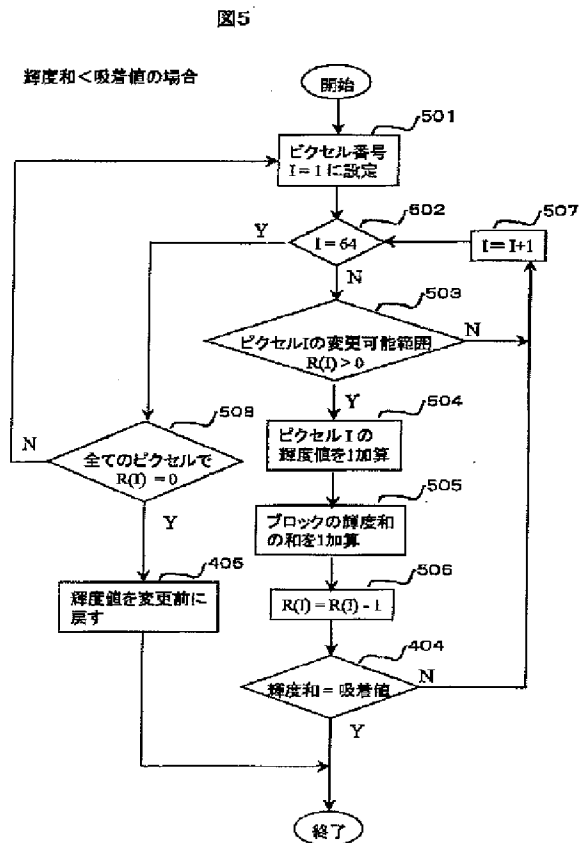 図5
輝度和<吸着値の場合
開始
501
ピクセル番号
I = 1 に設定
502
I = 64
Y
N
507
I = I+1
503
ピクセルIの変更可能範囲
R(I) > 0
N
Y
504
ピクセル I の
輝度値を1加算
505
ブロックの輝度和
の和を1加算
506
R(I) = R(I) - 1
404
輝度和 = 吸着値
N
Y
508
全てのピクセルで
R(I) = 0
N
Y
405
輝度値を変更前に
戻す
終了